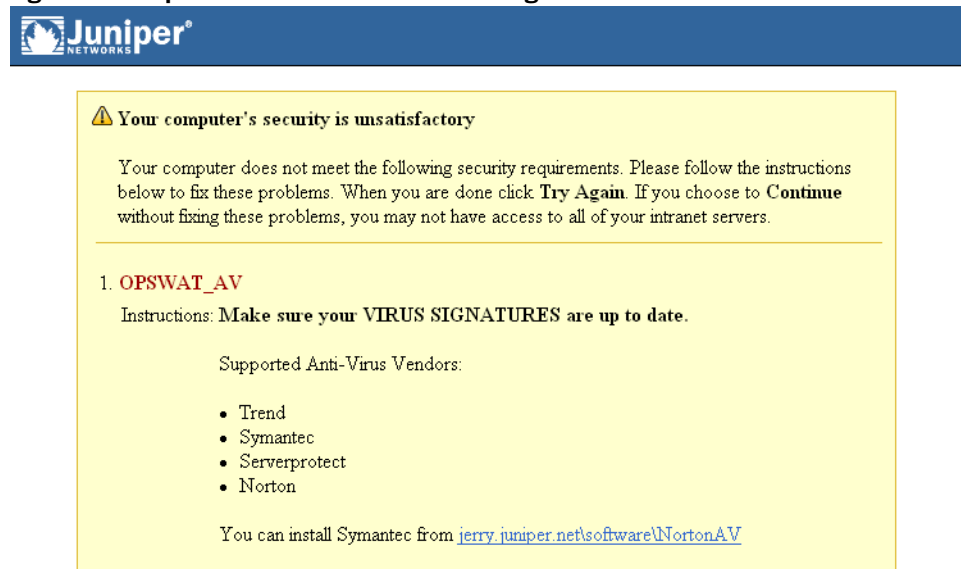 Juniper®
NETWORKS
Your computer's security is unsatisfactory
Your computer does not meet the following security requirements. Please follow the instructions
below to fix these problems. When you are done click Try Again. If you choose to Continue
without fixing these problems, you may not have access to all of your intranet servers.
1. OPSWAT_AV
Instructions: Make sure your VIRUS SIGNATURES are up to date.
Supported Anti-Virus Vendors:
• Trend
• Symantec
• Serverprotect
• Norton
You can install Symantec from jerry.juniper.net\software\NortonAV